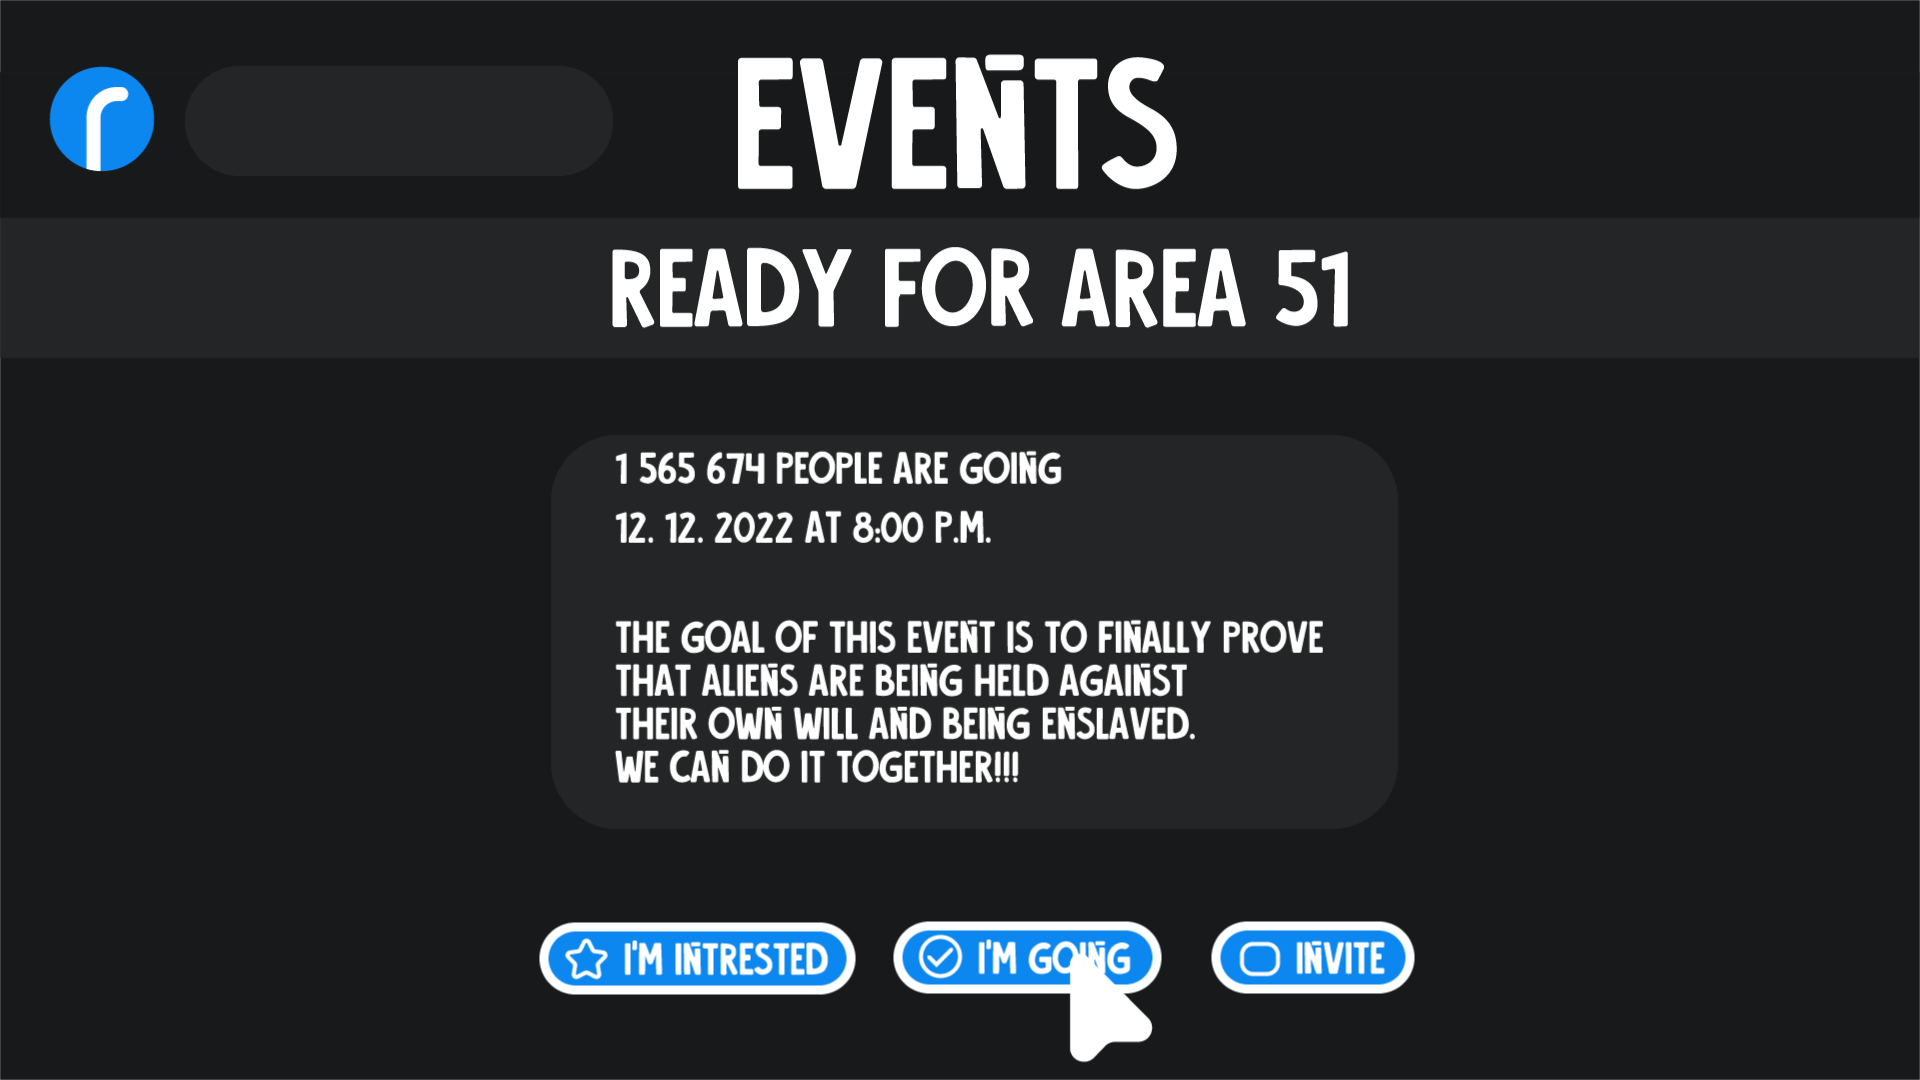 r
EVENTS
READY FOR AREA 51
1 565 674 PEOPLE ARE GOING
12. 12. 2022 AT 8:00 P.M.
THE GOAL OF THIS EVENT IS TO FINALLY PROVE
THAT ALIENS ARE BEING HELD AGAINST
THEIR OWN WILL AND BEING ENSLAVED.
WE CAN DO IT TOGETHER!!!
I'M INTRESTED
I'M GOING
INVITE